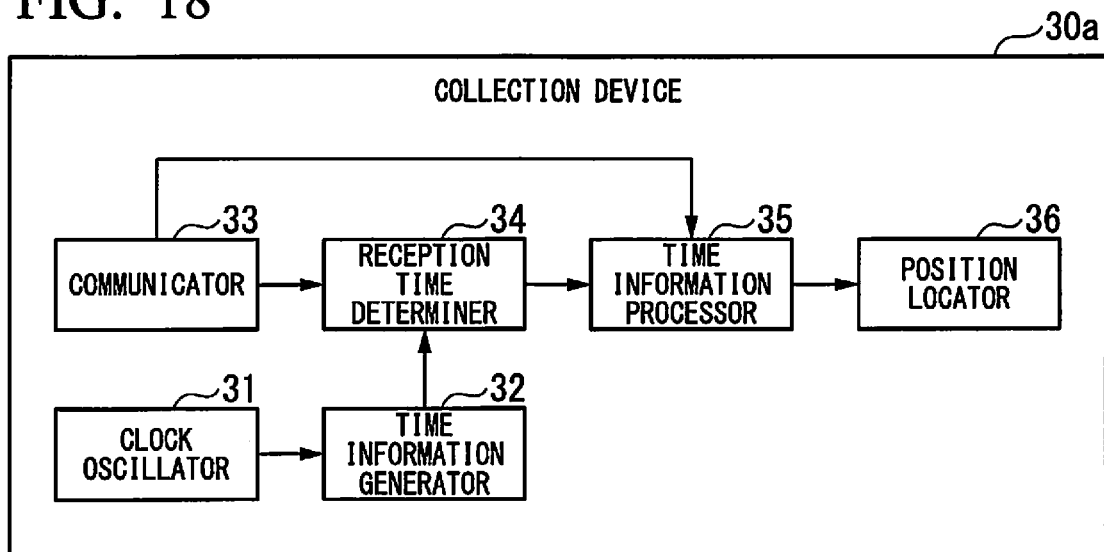 FIG. 18
30a
COLLECTION DEVICE
33
COMMUNICATOR
34
RECEPTION
TIME
DETERMINER
35
TIME
INFORMATION
PROCESSOR
36
POSITION
LOCATOR
31
CLOCK
OSCILLATOR
32
TIME
INFORMATION
GENERATOR